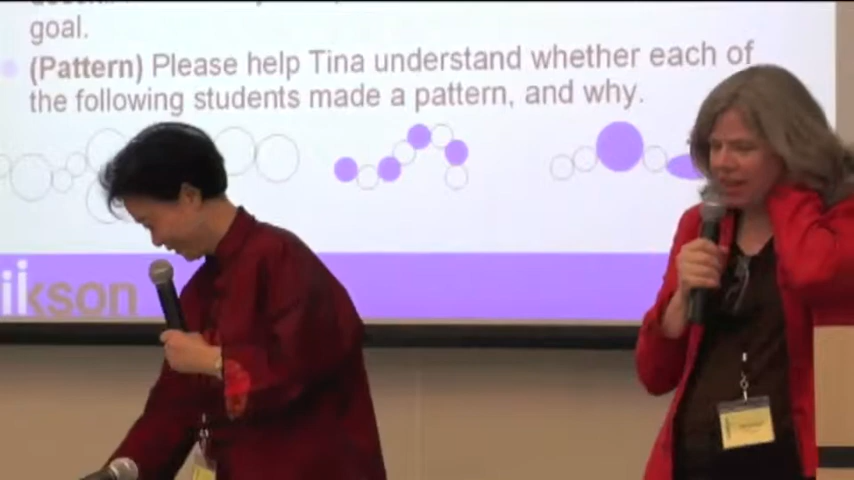 goal.
(Pattern) Please help Tina understand whether each of
the following students made a pattern, and why.
ikson